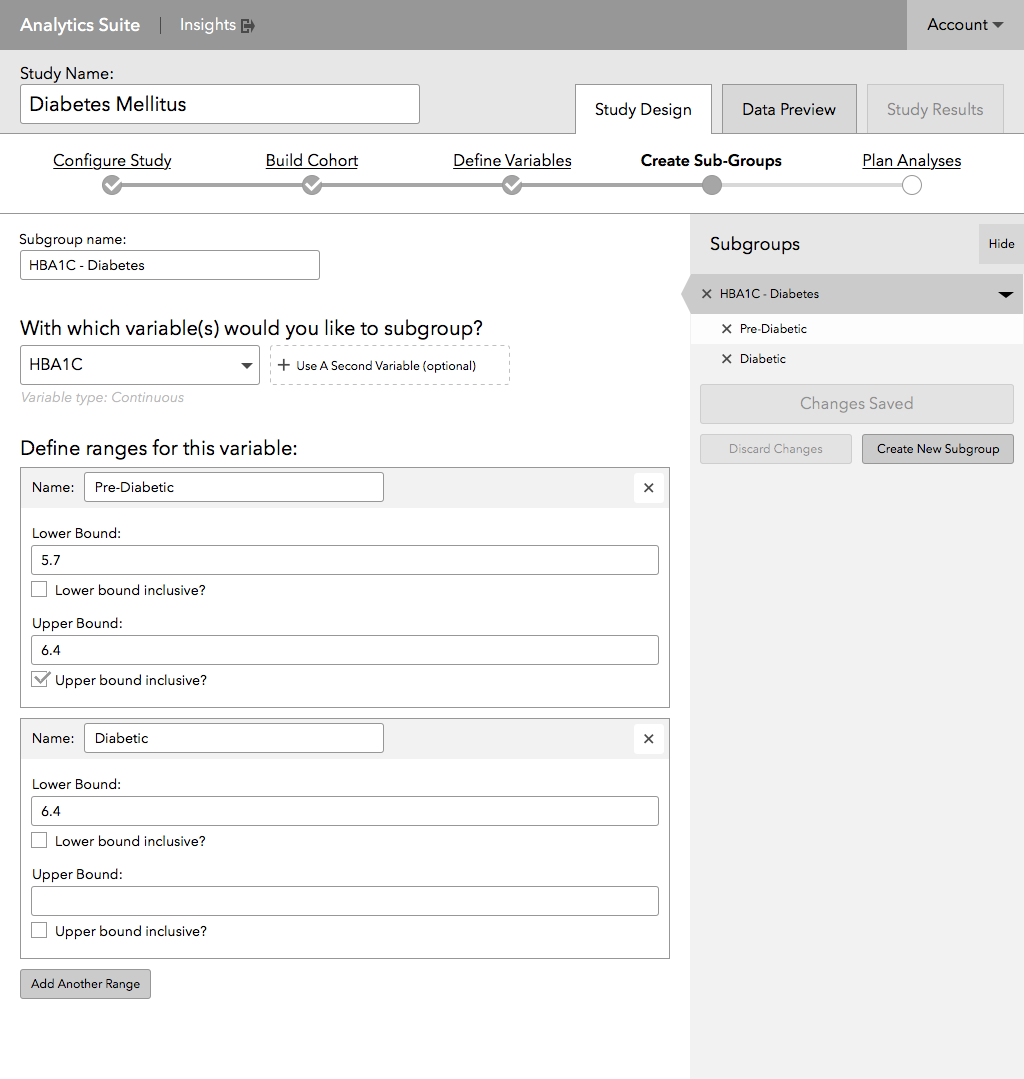 Analytics Suite | Insights Account
Study Name:
Diabetes Mellitus
Study Design Data Preview Study Results
Configure Study Build Cohort Define Variables Create Sub-Groups Plan Analyses
Subgroup name:
HBA1C - Diabetes
With which variable(s) would you like to subgroup?
HBA1C + Use A Second Variable (optional)
Variable type: Continuous
Define ranges for this variable:
Name: Pre-Diabetic
Lower Bound:
5.7
Lower bound inclusive?
Upper Bound:
6.4
Upper bound inclusive?
Name: Diabetic
Lower Bound:
6.4
Lower bound inclusive?
Upper Bound:
Upper bound inclusive?
Add Another Range
Subgroups Hide
HBA1C - Diabetes
Pre-Diabetic
Diabetic
Changes Saved
Discard Changes Create New Subgroup